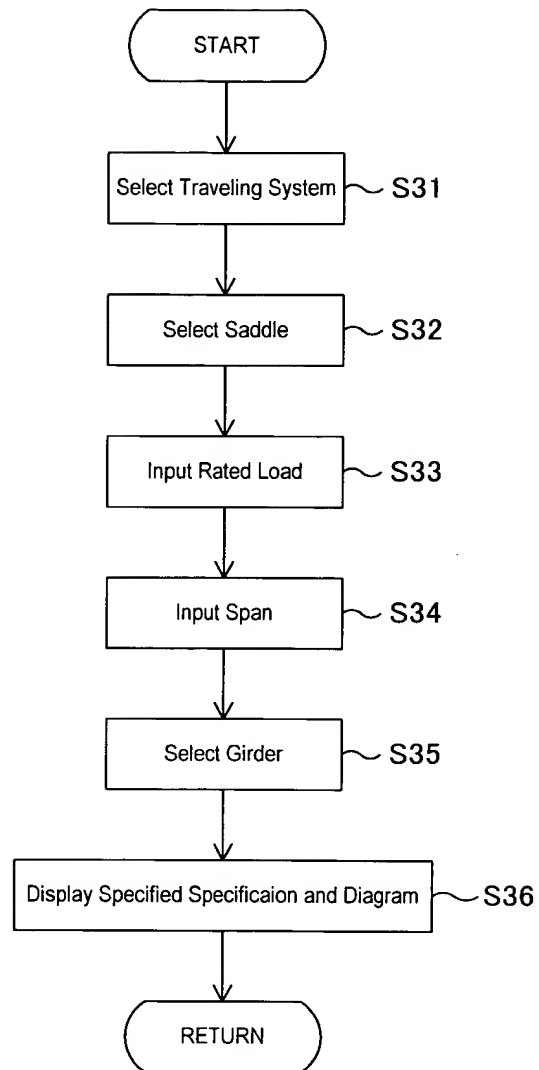 START
Select Traveling System
S31
Select Saddle
S32
Input Rated Load
S33
Input Span
S34
Select Girder
S35
Display Specified Specificaion and Diagram
S36
RETURN